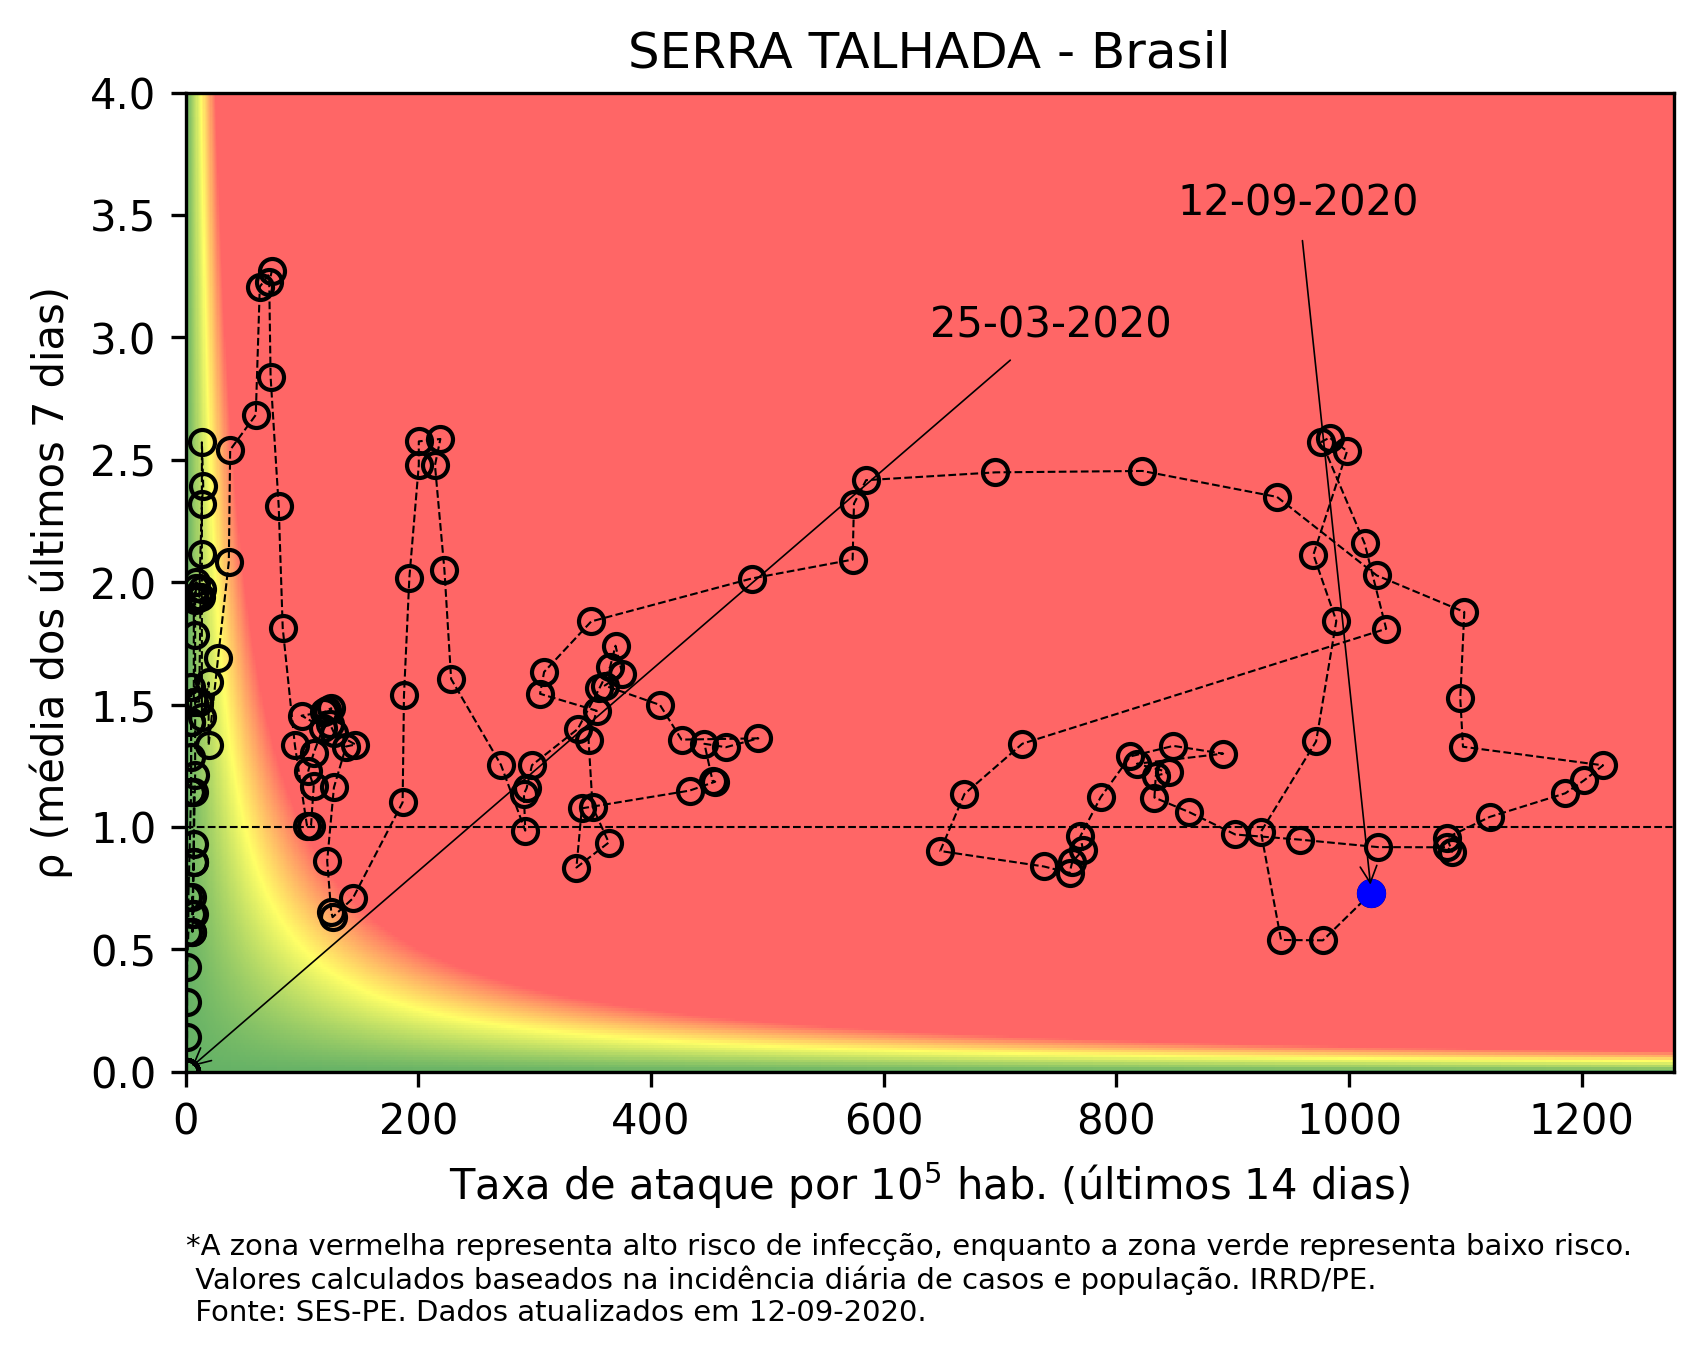 SERRA TALHADA - Brasil
4.0
3.5
3.0
2.5
2.0
1.5
1.0
0.5
0.0
ρ (média dos últimos 7 dias)
12-09-2020
25-03-2020
0 200 400 600 800 1000 1200
Taxa de ataque por 10⁵ hab. (últimos 14 dias)
*A zona vermelha representa alto risco de infecção, enquanto a zona verde representa baixo risco.
Valores calculados baseados na incidência diária de casos e população. IRRD/PE.
Fonte: SES-PE. Dados atualizados em 12-09-2020.